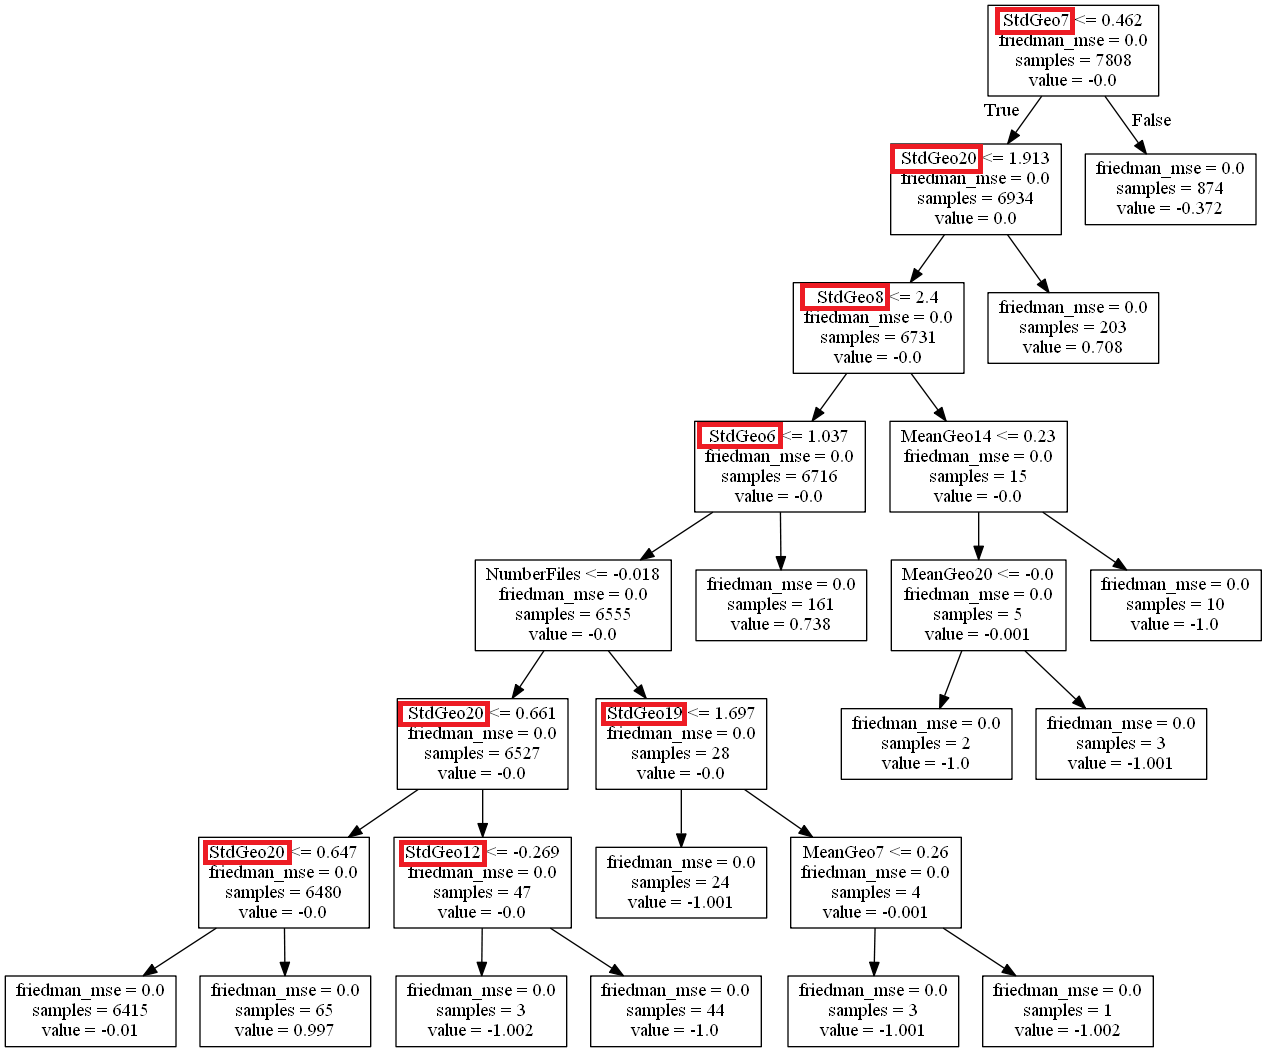 StdGeo7 <= 0.462
friedman_mse = 0.0
samples = 7808
value = -0.0
True
False
StdGeo20 <= 1.913
friedman_mse = 0.0
samples = 6934
value = 0.0
friedman_mse = 0.0
samples = 874
value = -0.372
StdGeo8 <= 2.4
friedman_mse = 0.0
samples = 6731
value = -0.0
friedman_mse = 0.0
samples = 203
value = 0.708
StdGeo6 <= 1.037
friedman_mse = 0.0
samples = 6716
value = -0.0
MeanGeo14 <= 0.23
friedman_mse = 0.0
samples = 15
value = -0.0
NumberFiles <= -0.018
friedman_mse = 0.0
samples = 6555
value = -0.0
friedman_mse = 0.0
samples = 161
value = 0.738
MeanGeo20 <= -0.0
friedman_mse = 0.0
samples = 5
value = -0.001
friedman_mse = 0.0
samples = 10
value = -1.0
StdGeo20 <= 0.661
friedman_mse = 0.0
samples = 6527
value = -0.0
StdGeo19 <= 1.697
friedman_mse = 0.0
samples = 28
value = -0.0
friedman_mse = 0.0
samples = 2
value = -1.0
friedman_mse = 0.0
samples = 3
value = -1.001
StdGeo20 <= 0.647
friedman_mse = 0.0
samples = 6480
value = -0.0
StdGeo12 <= -0.269
friedman_mse = 0.0
samples = 47
value = -0.0
friedman_mse = 0.0
samples = 24
value = -1.001
MeanGeo7 <= 0.26
friedman_mse = 0.0
samples = 4
value = -0.001
friedman_mse = 0.0
samples = 6415
value = -0.01
friedman_mse = 0.0
samples = 65
value = 0.997
friedman_mse = 0.0
samples = 3
value = -1.002
friedman_mse = 0.0
samples = 44
value = -1.0
friedman_mse = 0.0
samples = 3
value = -1.001
friedman_mse = 0.0
samples = 1
value = -1.002